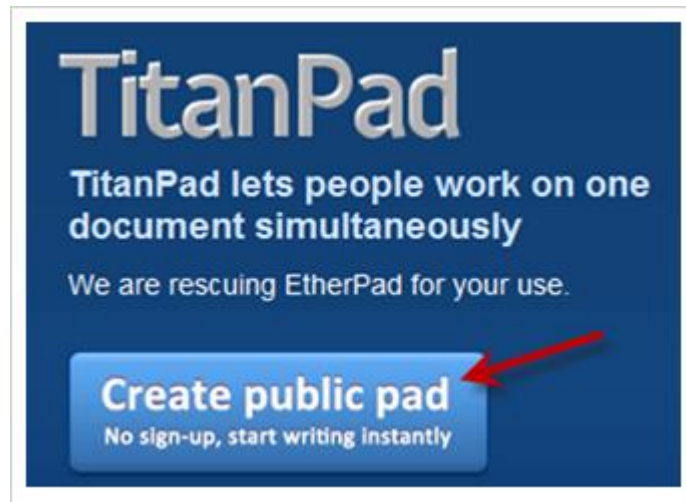 TitanPad
TitanPad lets people work on one
document simultaneously
We are rescuing EtherPad for your use.
Create public pad
No sign-up, start writing instantly